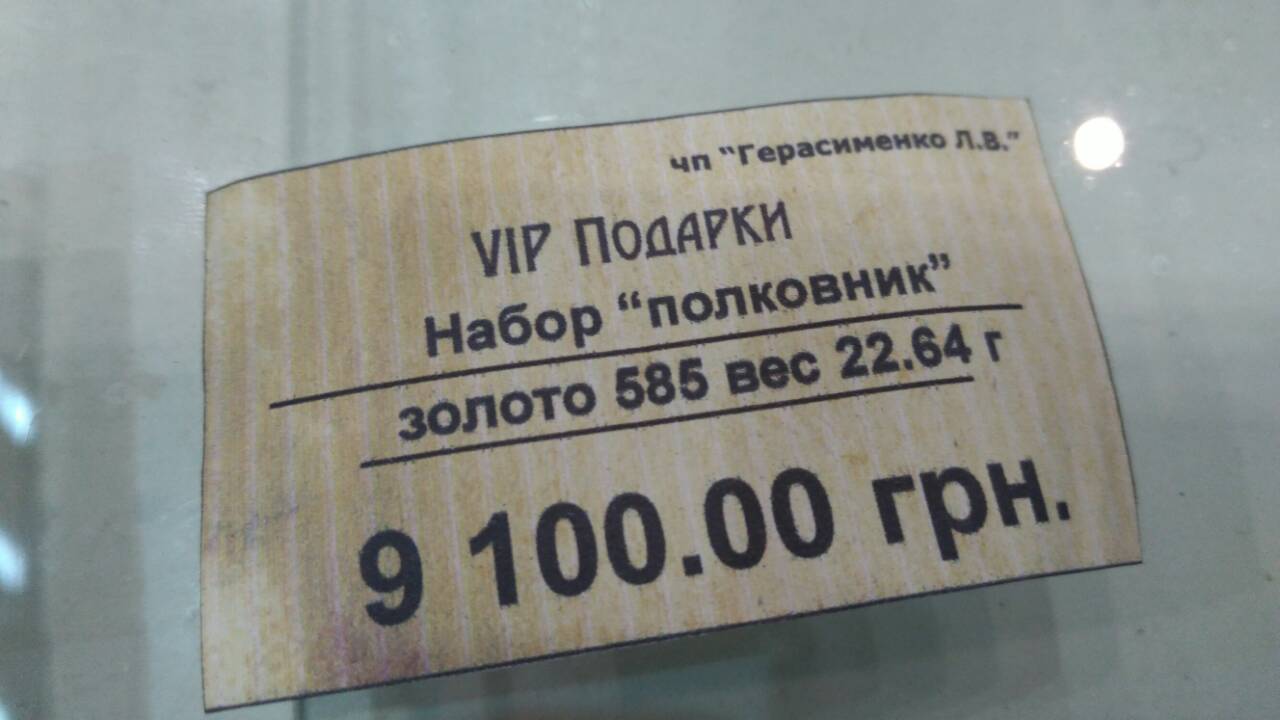 чп "Герасименко Л.В."
VIP Подарки
Набор “полковник”
золото 585 вес 22.64 г
9 100.00 грн.